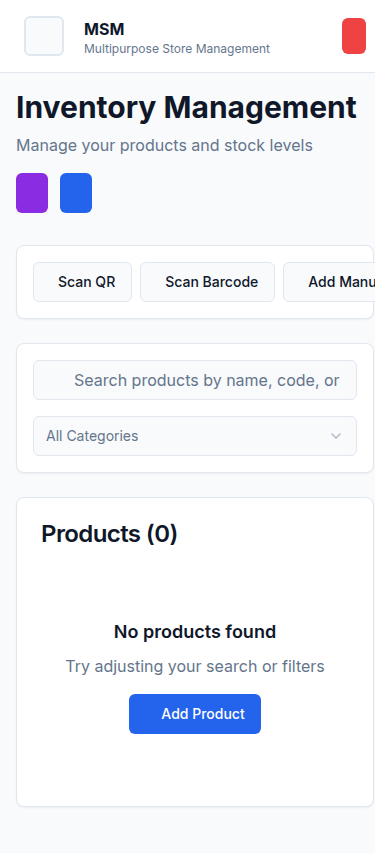 MSM
Multipurpose Store Management
Inventory Management
Manage your products and stock levels
Scan QR
Scan Barcode
Add Manu
Search products by name, code, or
All Categories
Products (0)
No products found
Try adjusting your search or filters
Add Product